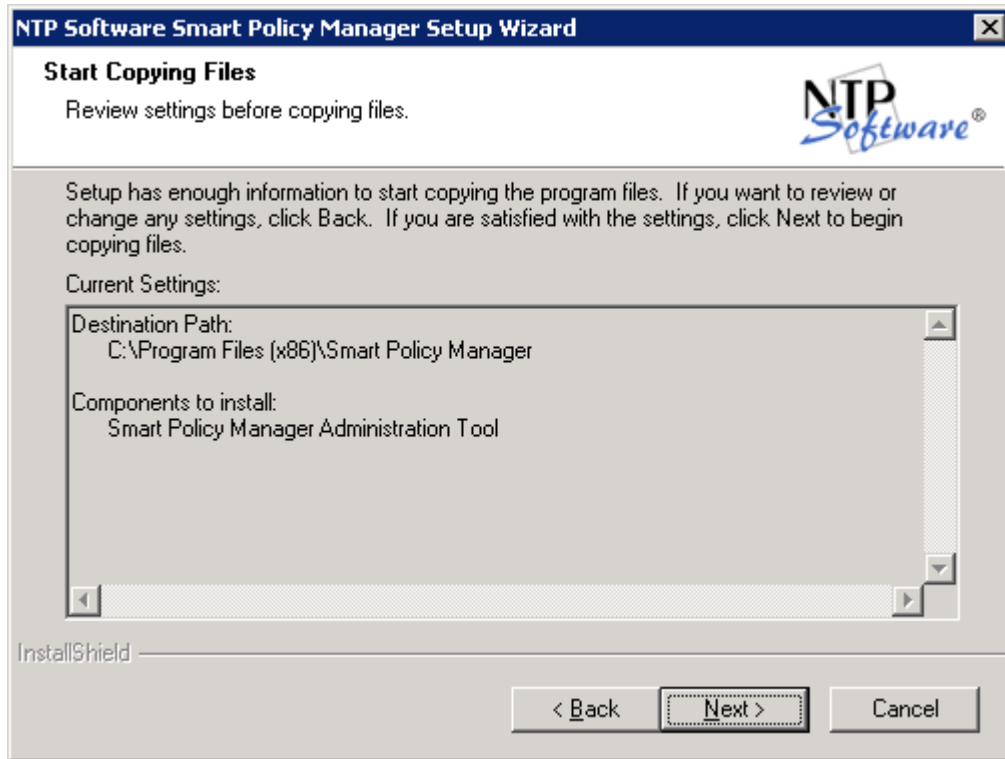 NTP Software Smart Policy Manager Setup Wizard
Start Copying Files
Review settings before copying files.
NTP
Software®
Setup has enough information to start copying the program files.  If you want to review or
change any settings, click Back.  If you are satisfied with the settings, click Next to begin
copying files.
Current Settings:
Destination Path:
C:\Program Files (x86)\Smart Policy Manager
Components to install:
Smart Policy Manager Administration Tool
InstallShield
< Back
Next >
Cancel